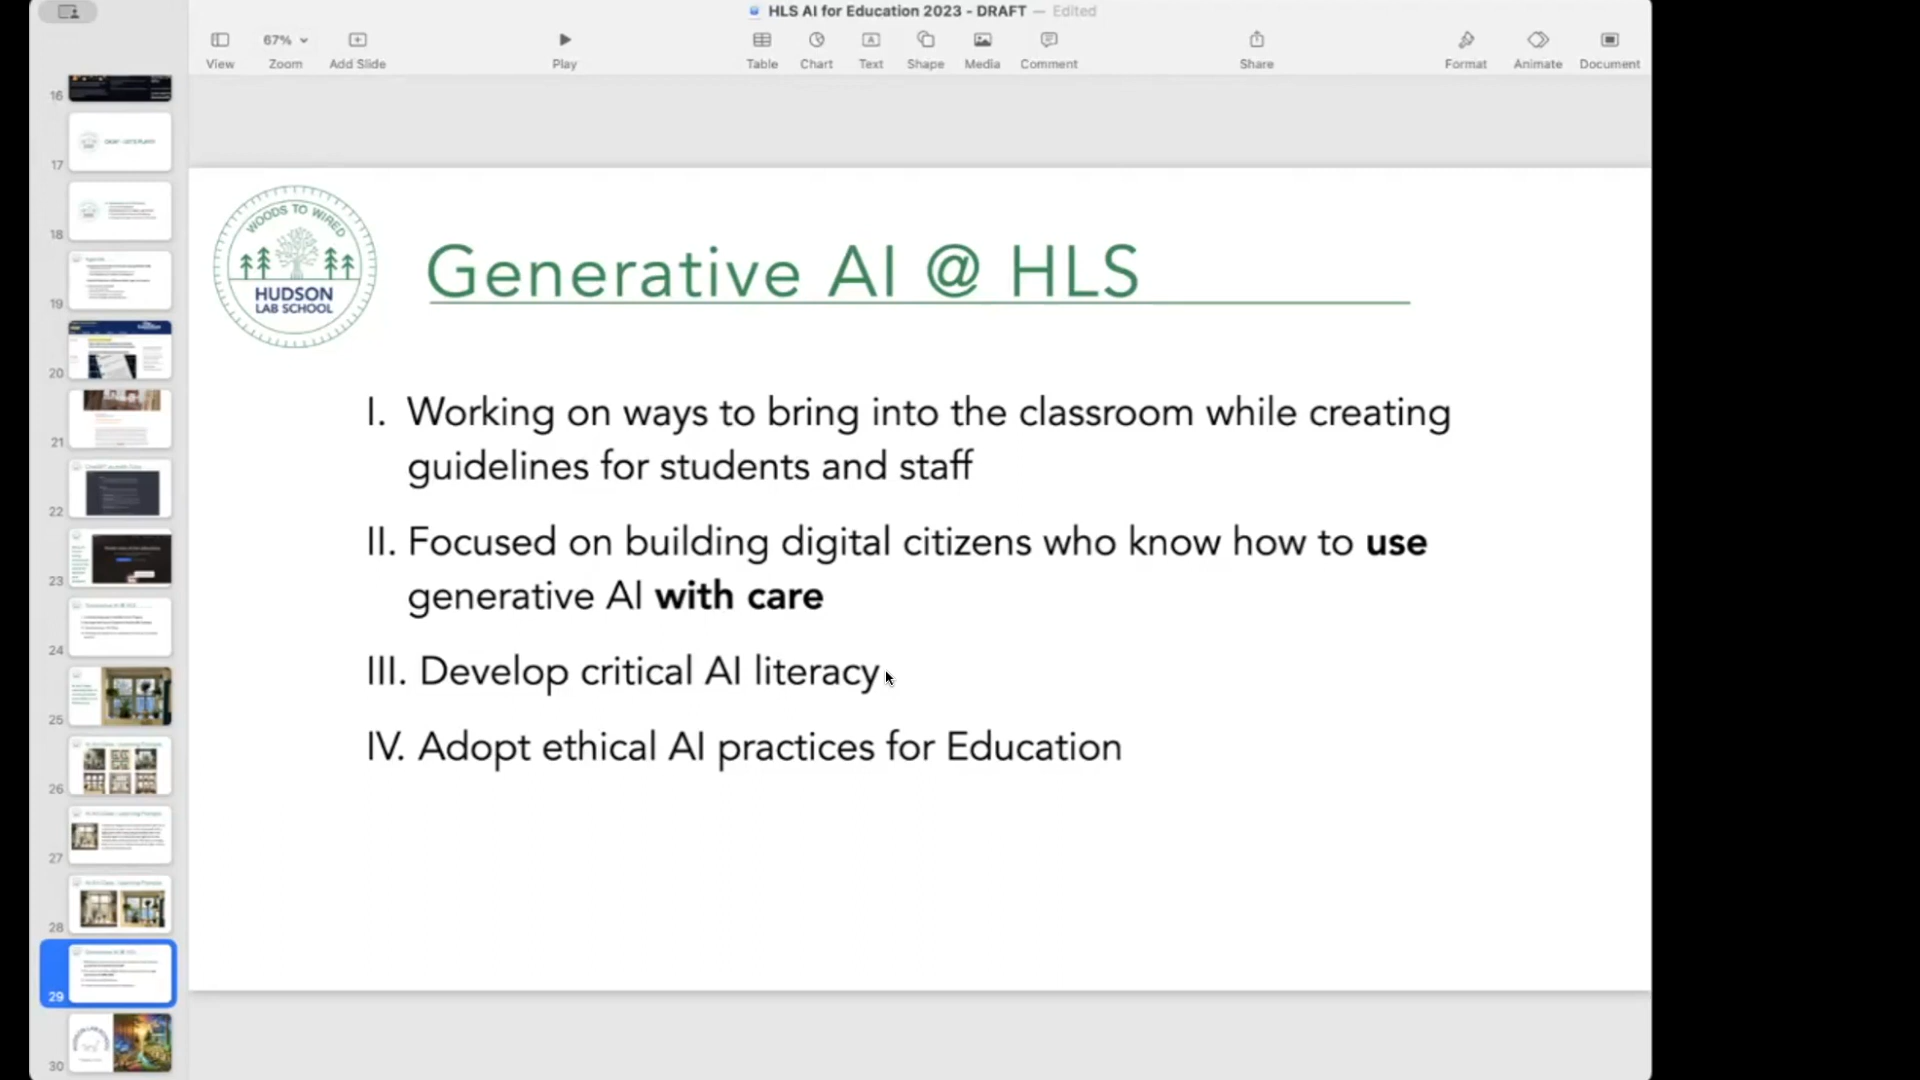 HLS AI for Education 2023 - DRAFT — Edited
View
67%
Zoom
Add Slide
Play
Table
Chart
Text
Shape
Media
Comment
Share
Format
Animate
Document
16
17
18
19
20
21
22
23
24
25
26
27
28
29
30
WOODS TO WIRED
HUDSON
LAB SCHOOL
Generative AI @ HLS
I. Working on ways to bring into the classroom while creating
guidelines for students and staff
II. Focused on building digital citizens who know how to use
generative AI with care
III. Develop critical AI literacy
IV. Adopt ethical AI practices for Education